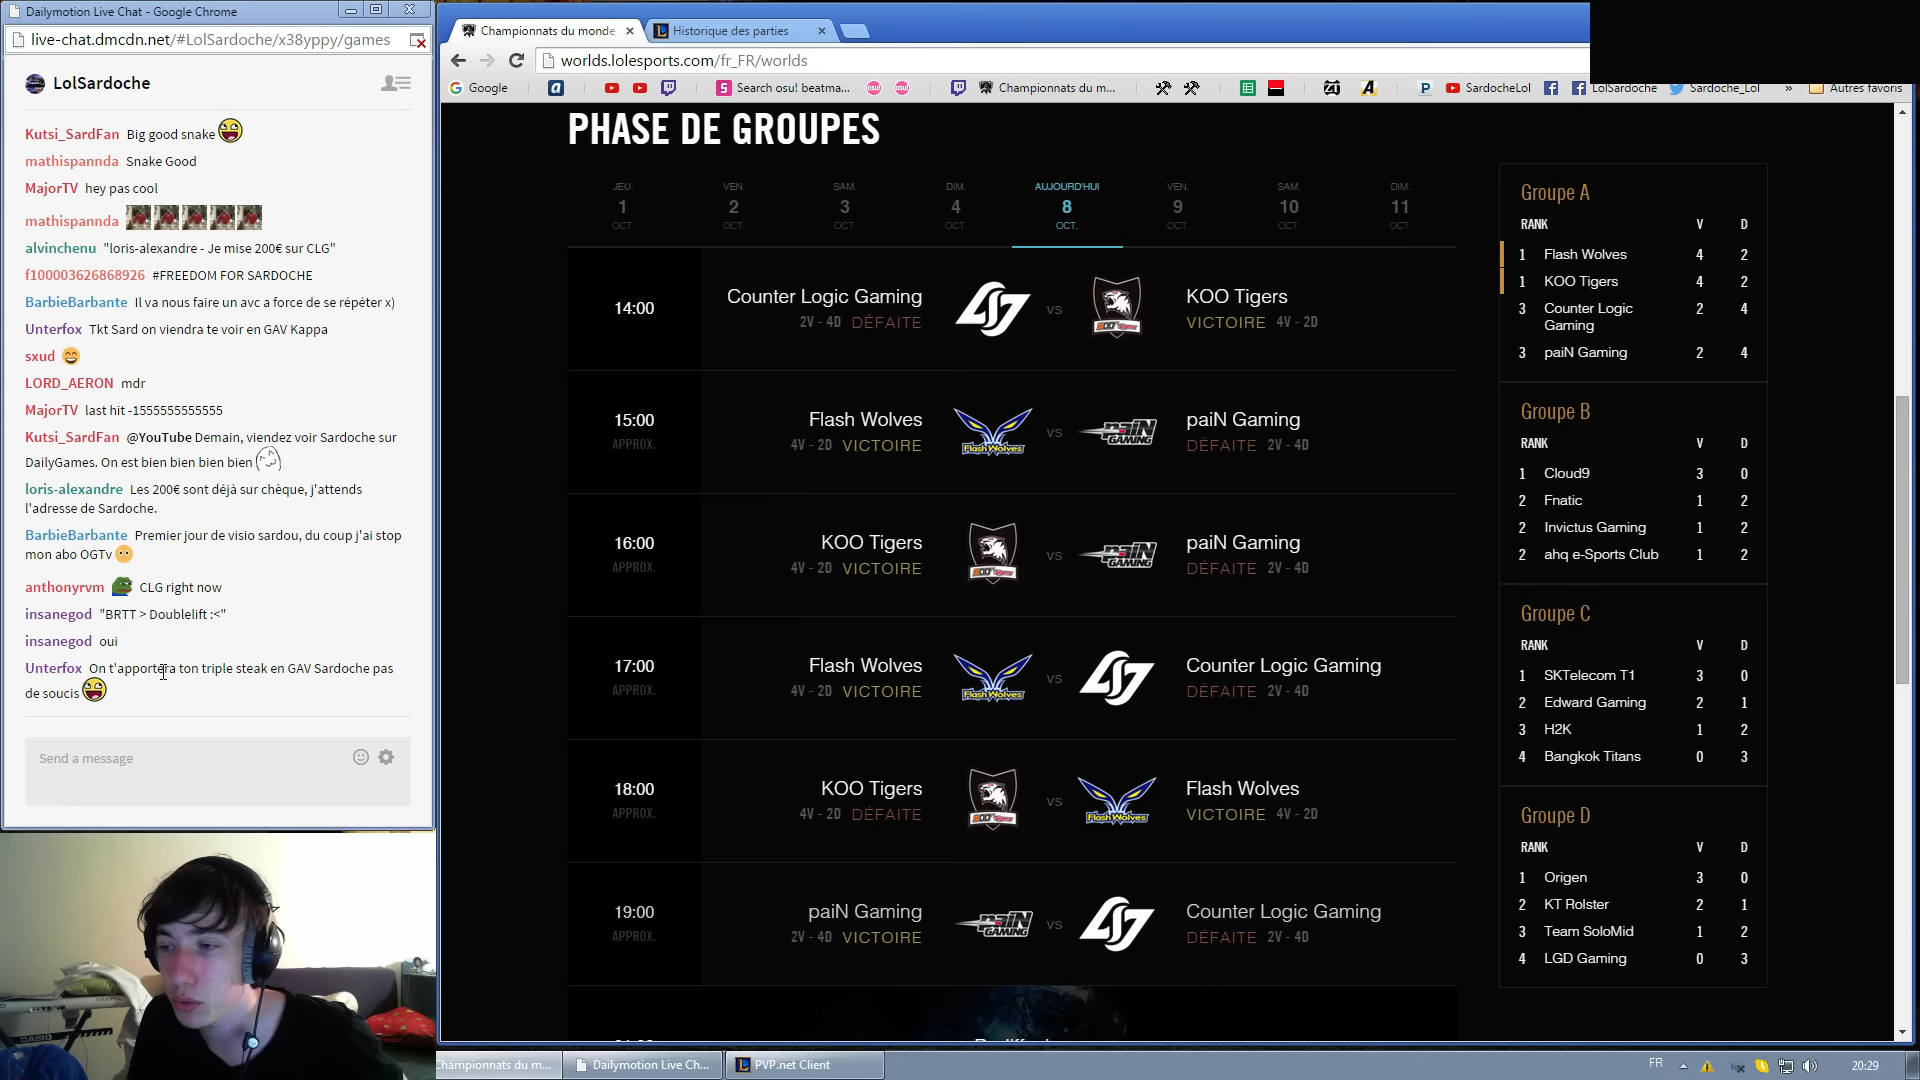 Dailymotion Live Chat - Google Chrome
live-chat.dmcdn.net/#LolSardoche/x38yppy/games
LolSardoche
Kutsi_SardFan Big good snake
mathispannda Snake Good
MajorTV hey pas cool
mathispannda
alvinchenu "loris-alexandre - Je mise 200€ sur CLG"
f100003626868926 #FREEDOM FOR SARDOCHE
BarbieBarbante Il va nous faire un avc a force de se répéter x)
Unterfox Tkt Sard on viendra te voir en GAV Kappa
sxud
LORD_AERON mdr
MajorTV last hit -1555555555555
Kutsi_SardFan @YouTube Demain, viendez voir Sardoche sur
DailyGames. On est bien bien bien bien
loris-alexandre Les 200€ sont déjà sur chèque, j'attends
l'adresse de Sardoche.
BarbieBarbante Premier jour de visio sardou, du coup j'ai stop
mon abo OGTv
anthonyrvm CLG right now
insanegod "BRTT > Doublelift :<"
insanegod oui
Unterfox On t'apportera ton triple steak en GAV Sardoche pas
de soucis
Send a message
Championnats du monde
Historique des parties
worlds.lolesports.com/fr_FR/worlds
Google
Search osu! beatma...
Championnats du m...
SardocheLol
LolSardoche
Sardoche_Lol
» Autres favoris
PHASE DE GROUPES
JEU. VEN. SAM. DIM. AUJOURD'HUI VEN. SAM. DIM.
1 2 3 4 8 9 10 11
OCT. OCT. OCT. OCT. OCT. OCT. OCT. OCT.
14:00 Counter Logic Gaming VS KOO Tigers
2V - 4D DÉFAITE VICTOIRE 4V - 2D
15:00 Flash Wolves VS paiN Gaming
APPROX. 4V - 2D VICTOIRE DÉFAITE 2V - 4D
16:00 KOO Tigers VS paiN Gaming
APPROX. 4V - 2D VICTOIRE DÉFAITE 2V - 4D
17:00 Flash Wolves VS Counter Logic Gaming
APPROX. 4V - 2D VICTOIRE DÉFAITE 2V - 4D
18:00 KOO Tigers VS Flash Wolves
APPROX. 4V - 2D DÉFAITE VICTOIRE 4V - 2D
19:00 paiN Gaming VS Counter Logic Gaming
APPROX. 2V - 4D VICTOIRE DÉFAITE 2V - 4D
Groupe A
RANK V D
1 Flash Wolves 4 2
1 KOO Tigers 4 2
3 Counter Logic Gaming 2 4
3 paiN Gaming 2 4
Groupe B
RANK V D
1 Cloud9 3 0
2 Fnatic 1 2
2 Invictus Gaming 1 2
2 ahq e-Sports Club 1 2
Groupe C
RANK V D
1 SKTelecom T1 3 0
2 Edward Gaming 2 1
3 H2K 1 2
4 Bangkok Titans 0 3
Groupe D
RANK V D
1 Origen 3 0
2 KT Rolster 2 1
3 Team SoloMid 1 2
4 LGD Gaming 0 3
Championnats du m...
Dailymotion Live Ch...
PVP.net Client
FR
20:29